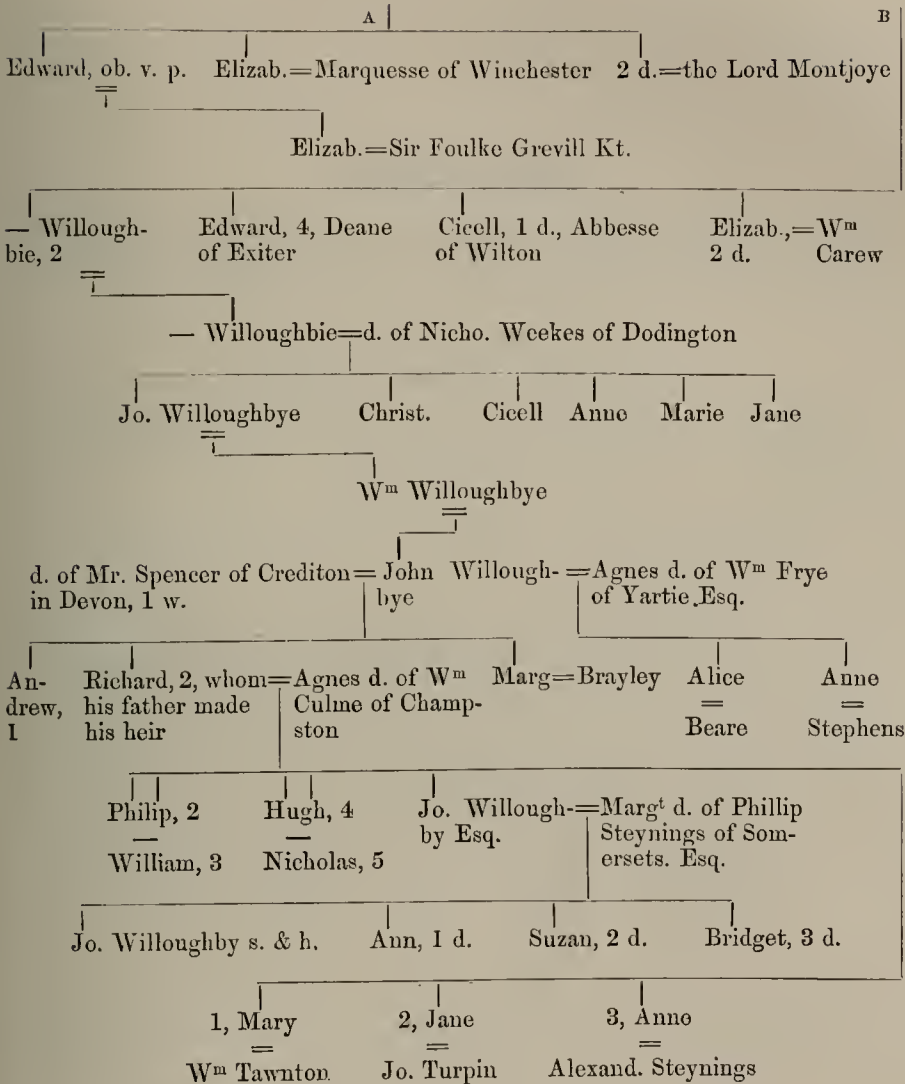 A B
Edward, ob. v. p. Elizab.=Marquesse of Winchester 2 d.=the Lord Montjoye
=
Elizab.=Sir Foulke Grevill Kt.
— Willough- Edward, 4, Deane Cicell, 1 d., Abbesse Elizab.,=Wm
bie, 2 of Exiter of Wilton 2 d. Carew
=
— Willoughbie=d. of Nicho. Weekes of Dodington
Jo. Willoughbye Christ. Cicell Anne Marie Jane
=
Wm Willoughbye
=
d. of Mr. Spencer of Crediton=John Willough-=Agnes d. of Wm Frye
in Devon, 1 w. bye of Yartie Esq.
An- Richard, 2, whom=Agnes d. of Wm Marg=Brayley Alice Anne
drew, his father made Culme of Champ- = =
1 his heir ston Beare Stephens
Philip, 2 Hugh, 4 Jo. Willough-=Margt d. of Phillip
— — by Esq. Steynings of Som-
William, 3 Nicholas, 5 ersets. Esq.
Jo. Willoughby s. & h. Ann, 1 d. Suzan, 2 d. Bridget, 3 d.
1, Mary 2, Jane 3, Anne
= = =
Wm Tawnton Jo. Turpin Alexand. Steynings